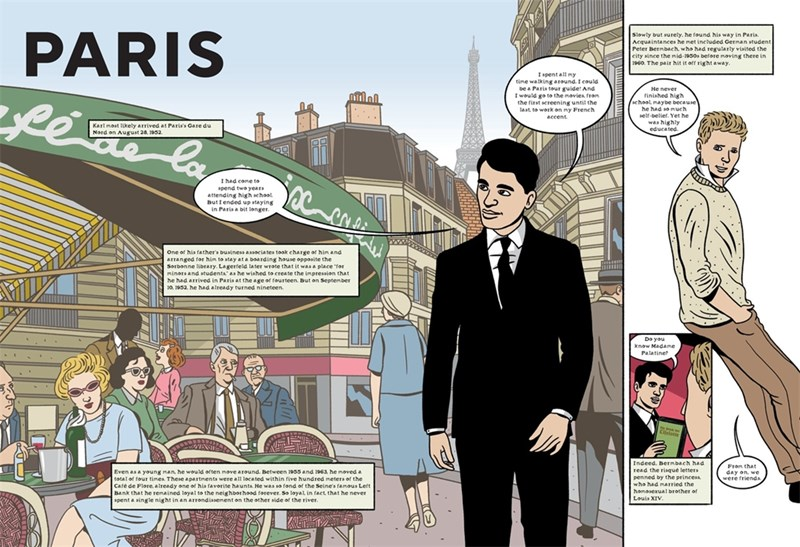 PARIS
Café de la Paix Café de
Karl most likely arrived at Paris's Gare du
Nord on August 28, 1952.
I had come to
spend two years
attending high school.
But I ended up staying
in Paris a bit longer.
One of his father's business associates took charge of him and
arranged for him to stay at a boarding house opposite the
Sorbonne library. Lagerfeld later wrote that it was a place "for
minors and students," as he wished to create the impression that
he had arrived in Paris at the age of fourteen. But on September
10, 1952, he had already turned nineteen.
I spent all my
time walking around. I could
be a Paris tour guide! And
I would go to the movies, from
the first screening until the
last, to work on my French
accent.
Even as a young man, he would often move around. Between 1955 and 1963, he moved a
total of four times. These apartments were all located within five hundred meters of the
Café de Flore, already one of his favorite haunts. He was so fond of the Seine's famous Left
Bank that he remained loyal to the neighborhood forever. So loyal, in fact, that he never
spent a single night in an arrondissement on the other side of the river.
Slowly but surely, he found his way in Paris.
Acquaintances he met included German student
Peter Bernbach, who had regularly visited the
city since the mid-1950s before moving there in
1960. The pair hit it off right away.
He never
finished high
school, maybe because
he had so much
self-belief. Yet he
was highly
educated.
Do you
know Madame
Palatine?
Indeed, Bernbach had
read the risqué letters
penned by the princess,
who had married the
homosexual brother of
Louis XIV.
From that
day on, we
were friends.